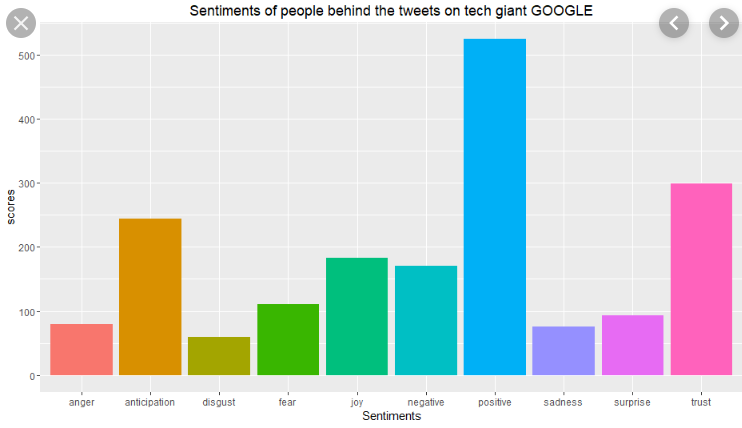 Sentiments of people behind the tweets on tech giant GOOGLE
500
400
300
200
100
0
scores
anger anticipation disgust fear joy negative positive sadness surprise trust
Sentiments